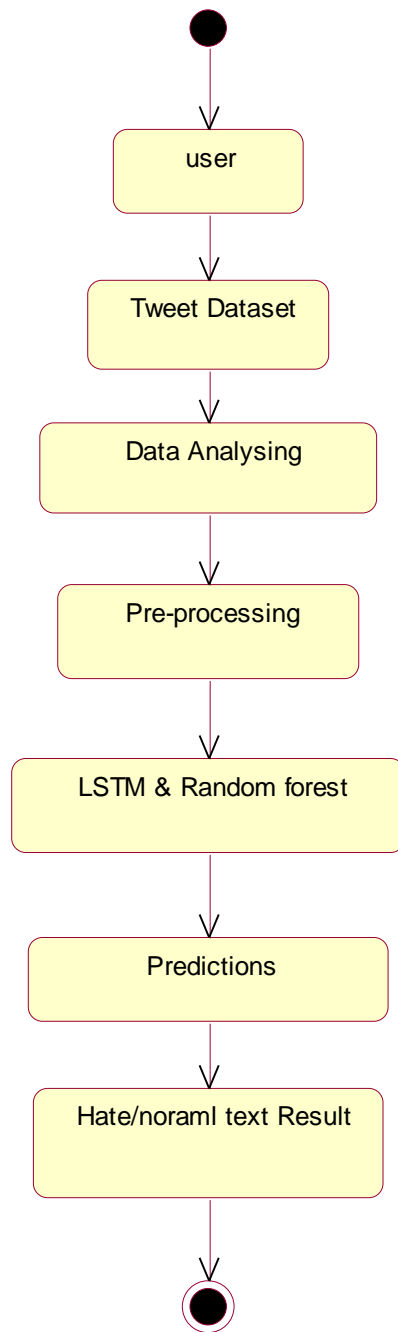 user
Tweet Dataset
Data Analysing
Pre-processing
LSTM & Random forest
Predictions
Hate/noraml text Result